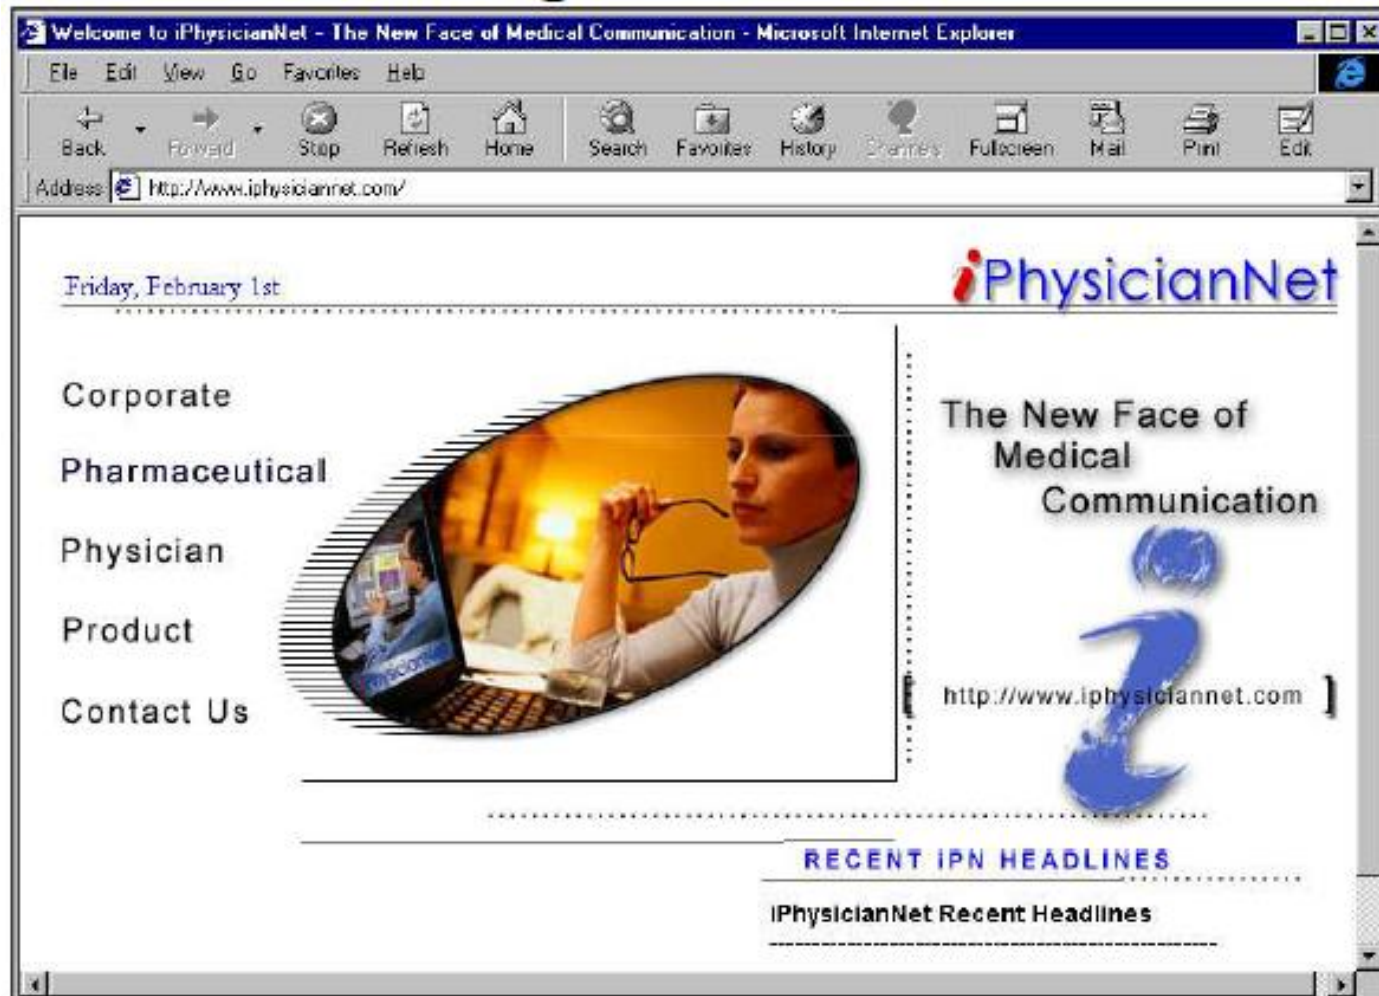 Welcome to iPhysicianNet - The New Face of Medical Communication - Microsoft Internet Explorer
File Edit View Go Favorites Help
Back Forward Stop Refresh Home Search Favorites History Channels Fullscreen Mail Print Edit
Address http://www.iphysiciannet.com/
Friday, February 1st
iPhysicianNet
Corporate
Pharmaceutical
Physician
Product
Contact Us
PhysicianNet
The New Face of
Medical
Communication
i
http://www.iphysiciannet.com ]
RECENT iPN HEADLINES
iPhysicianNet Recent Headlines